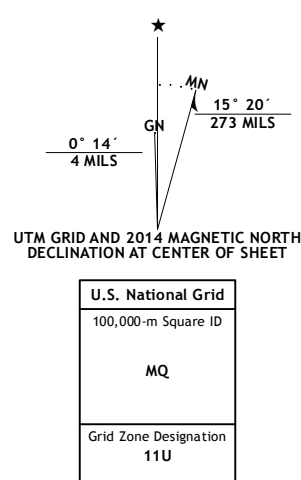 ★
MN
GN
15° 20´
273 MILS
0° 14´
4 MILS
UTM GRID AND 2014 MAGNETIC NORTH
DECLINATION AT CENTER OF SHEET
U.S. National Grid
100,000-m Square ID
MQ
Grid Zone Designation
11U